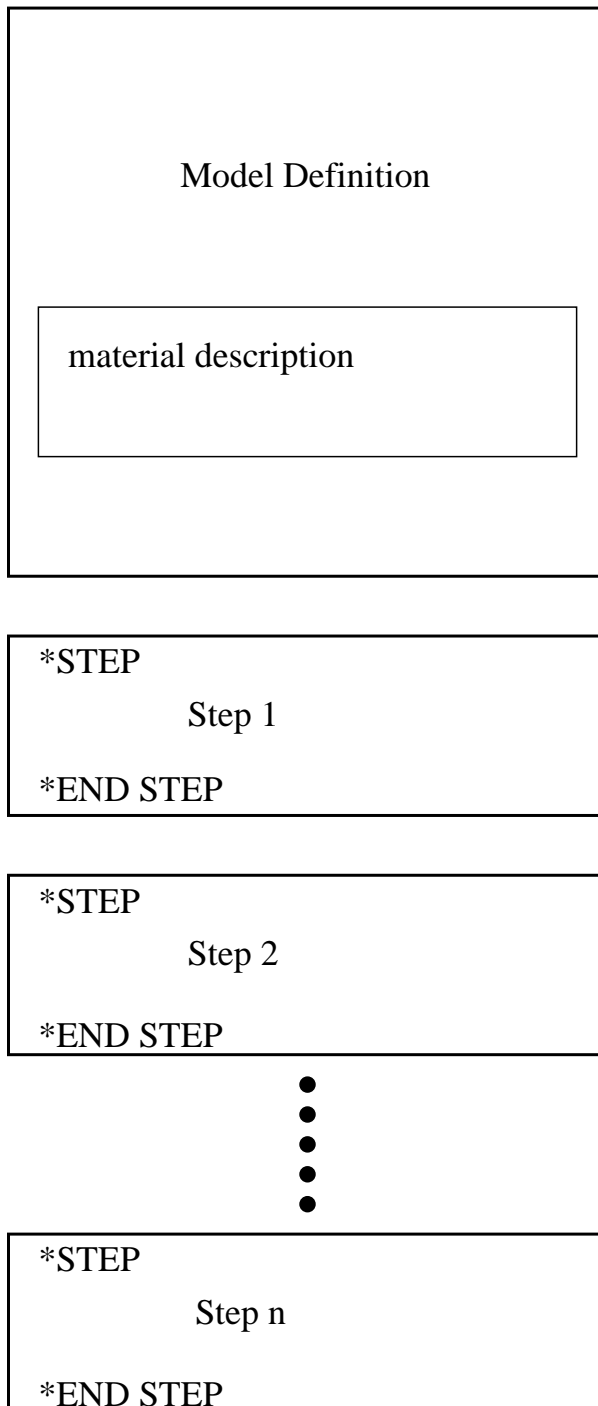 Model Definition
material description
*STEP
Step 1
*END STEP
*STEP
Step 2
*END STEP
*STEP
Step n
*END STEP